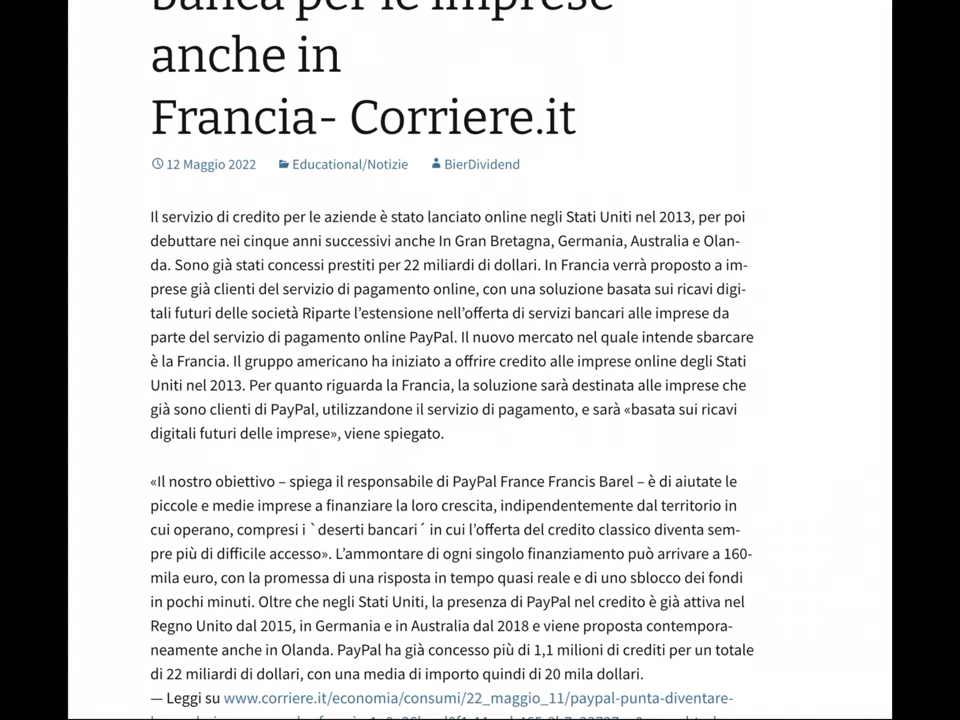 banca per le imprese
anche in
Francia- Corriere.it
12 Maggio 2022 Educational/Notizie BierDividend
Il servizio di credito per le aziende è stato lanciato online negli Stati Uniti nel 2013, per poi
debuttare nei cinque anni successivi anche In Gran Bretagna, Germania, Australia e Olan-
da. Sono già stati concessi prestiti per 22 miliardi di dollari. In Francia verrà proposto a im-
prese già clienti del servizio di pagamento online, con una soluzione basata sui ricavi digi-
tali futuri delle società Riparte l’estensione nell’offerta di servizi bancari alle imprese da
parte del servizio di pagamento online PayPal. Il nuovo mercato nel quale intende sbarcare
è la Francia. Il gruppo americano ha iniziato a offrire credito alle imprese online degli Stati
Uniti nel 2013. Per quanto riguarda la Francia, la soluzione sarà destinata alle imprese che
già sono clienti di PayPal, utilizzandone il servizio di pagamento, e sarà «basata sui ricavi
digitali futuri delle imprese», viene spiegato.
«Il nostro obiettivo – spiega il responsabile di PayPal France Francis Barel – è di aiutate le
piccole e medie imprese a finanziare la loro crescita, indipendentemente dal territorio in
cui operano, compresi i `deserti bancari´ in cui l’offerta del credito classico diventa sem-
pre più di difficile accesso». L’ammontare di ogni singolo finanziamento può arrivare a 160-
mila euro, con la promessa di una risposta in tempo quasi reale e di uno sblocco dei fondi
in pochi minuti. Oltre che negli Stati Uniti, la presenza di PayPal nel credito è già attiva nel
Regno Unito dal 2015, in Germania e in Australia dal 2018 e viene proposta contempora-
neamente anche in Olanda. PayPal ha già concesso più di 1,1 milioni di crediti per un totale
di 22 miliardi di dollari, con una media di importo quindi di 20 mila dollari.
— Leggi su www.corriere.it/economia/consumi/22_maggio_11/paypal-punta-diventare-